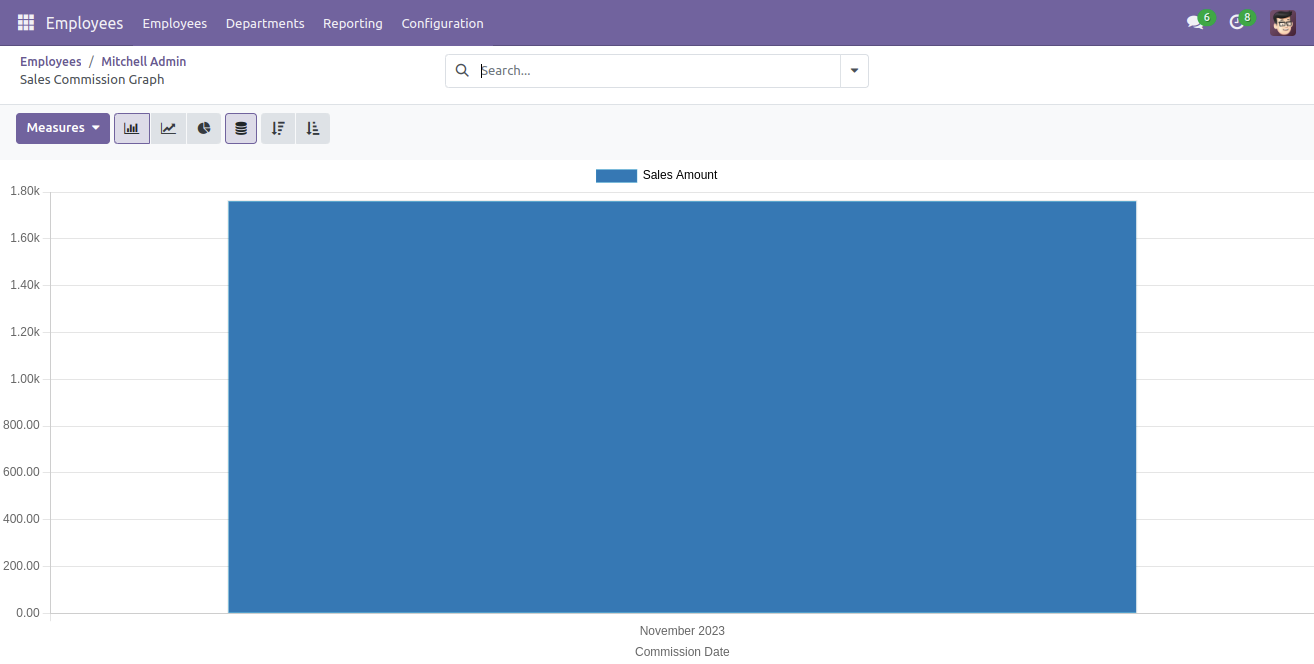 Employees Employees Departments Reporting Configuration 6 8
Employees / Mitchell Admin
Sales Commission Graph
Search...
Measures
Sales Amount
1.80k
1.60k
1.40k
1.20k
1.00k
800.00
600.00
400.00
200.00
0.00
November 2023
Commission Date